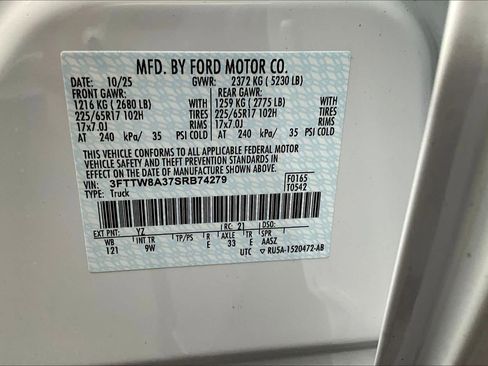 MFD. BY FORD MOTOR CO.
DATE: 10/25 GVWR: 2372 KG ( 5230 LB)
FRONT GAWR: REAR GAWR:
1216 KG ( 2680 LB) 1259 KG ( 2775 LB) WITH
225/65R17 102H TIRES 225/65R17 102H TIRES
17x7.0J RIMS 17x7.0J RIMS
AT 240 kPa/ 35 PSI COLD AT 240 kPa/ 35 PSI COLD
THIS VEHICLE CONFORMS TO ALL APPLICABLE FEDERAL MOTOR
VEHICLE SAFETY AND THEFT PREVENTION STANDARDS IN
EFFECT ON THE DATE OF MANUFACTURE SHOWN ABOVE.
VIN: 3FTTW8A37SRB74279 F0165
TYPE: Truck T0542
EXT PNT: YZ RC: 21 DSO:
WB INT TR TP/PS R AXLE TR SPR
121 9W E 33 E AASZ
UTC ▽ RU5A-1520472-AB